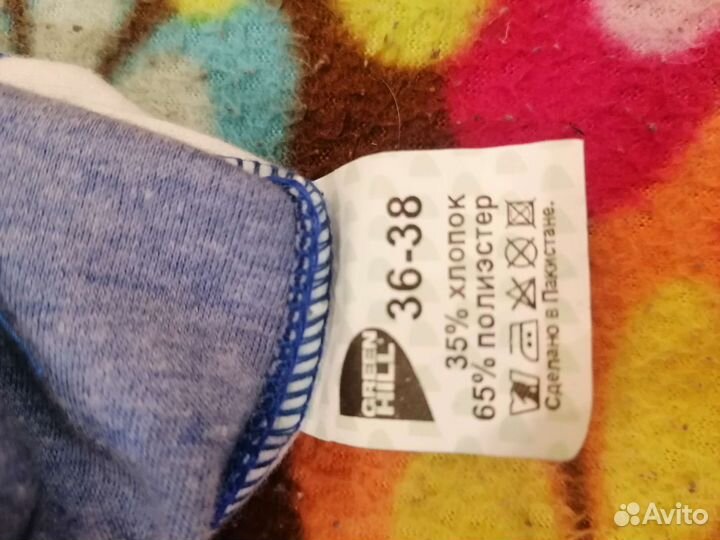 GREEN
HILL
36-38
35% хлопок
65% полиэстер
Сделано в Пакистане.
Avito